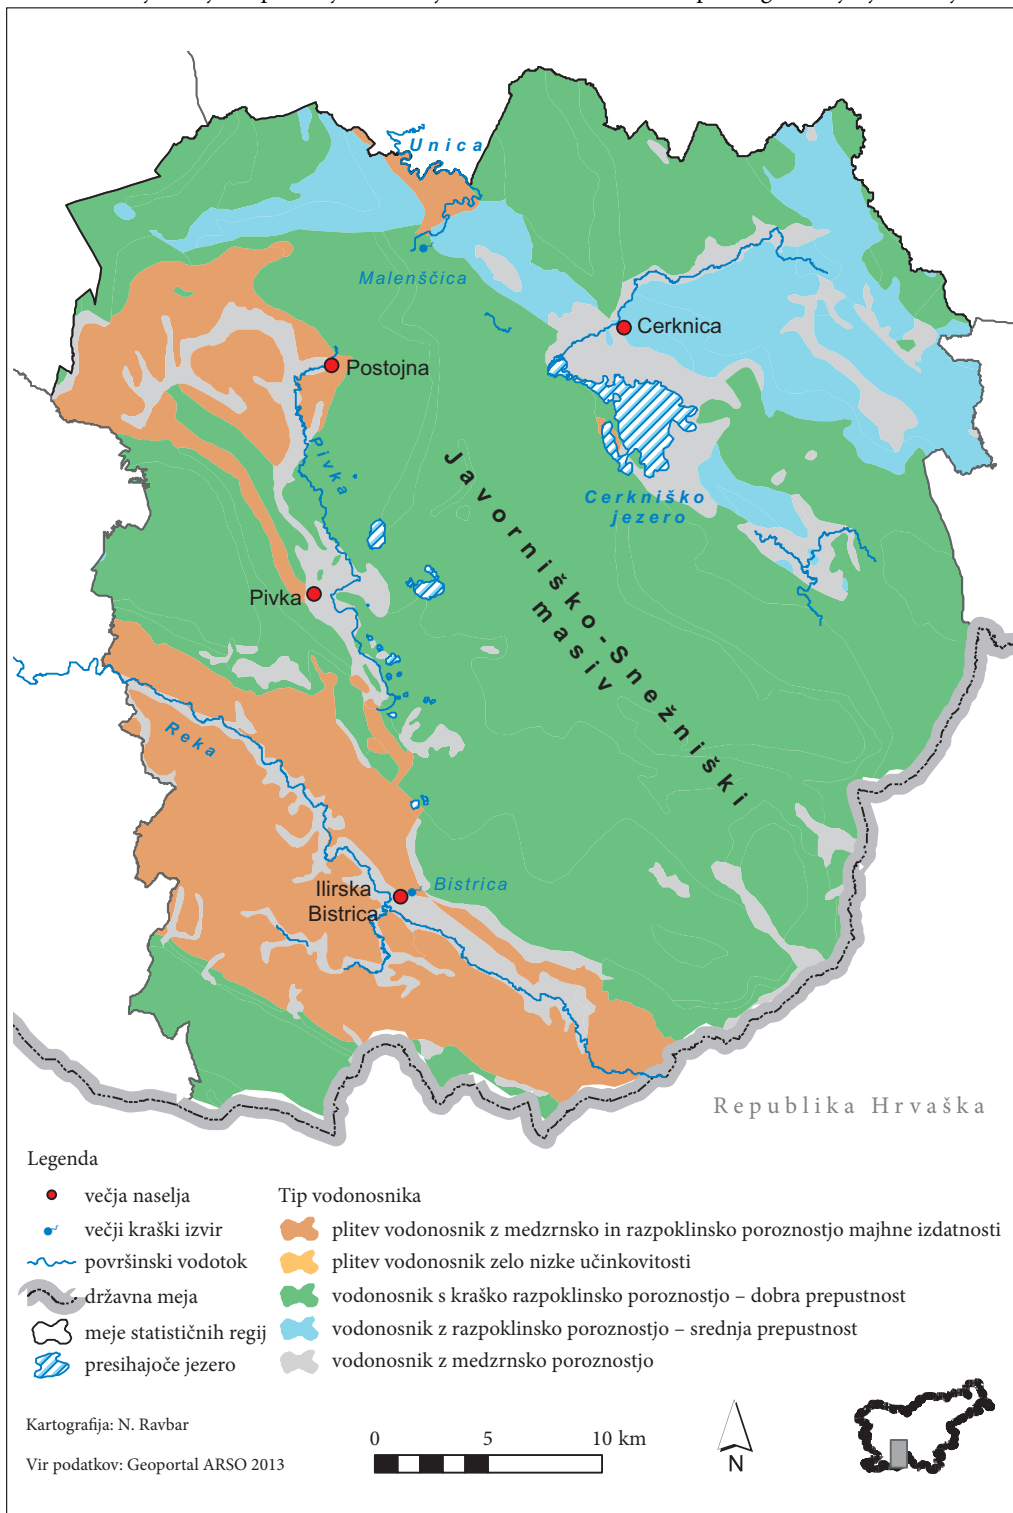 Unica
Malenščica
Cerknica
Postojna
Pivka
Cerkniško
jezero
Javorniško-Snežniški
masiv
Pivka
Reka
Ilirska
Bistrica
Bistrica
Republika Hrvaška
Legenda
večja naselja
večji kraški izvir
površinski vodotok
državna meja
meje statističnih regij
presihajoče jezero
Tip vodonosnika
plitev vodonosnik z medzrnsko in razpoklinsko poroznostjo majhne izdatnosti
plitev vodonosnik zelo nizke učinkovitosti
vodonosnik s kraško razpoklinsko poroznostjo – dobra prepustnost
vodonosnik z razpoklinsko poroznostjo – srednja prepustnost
vodonosnik z medzrnsko poroznostjo
Kartografija: N. Ravbar
Vir podatkov: Geoportal ARSO 2013
0 5 10 km
N